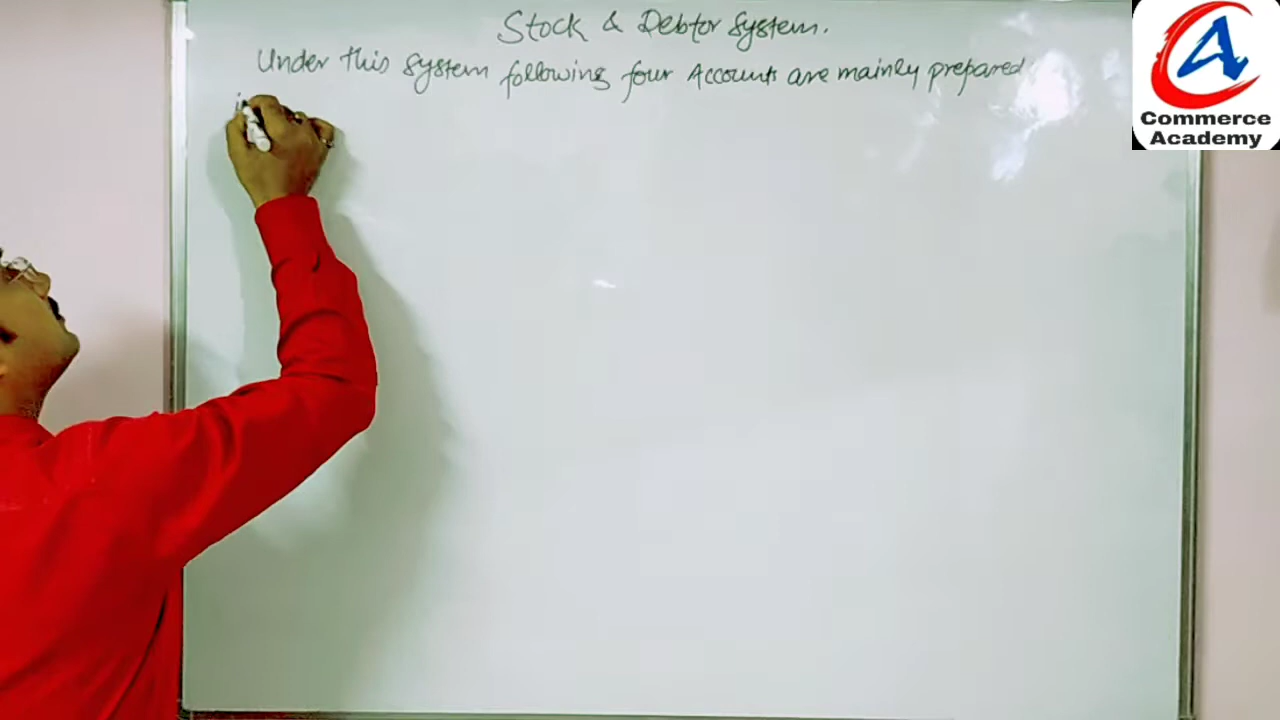 Stock & Debtor System.
Under this system following four Accounts are mainly prepared
Commerce
Academy